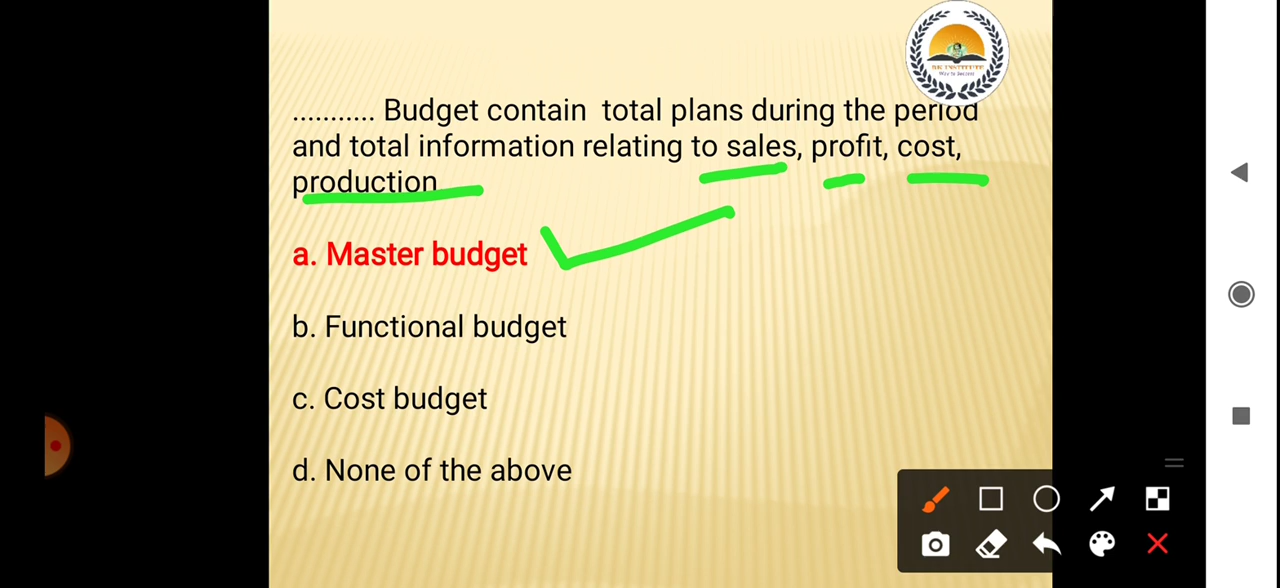 ........... Budget contain total plans during the period
and total information relating to sales, profit, cost,
production
a. Master budget
b. Functional budget
c. Cost budget
d. None of the above